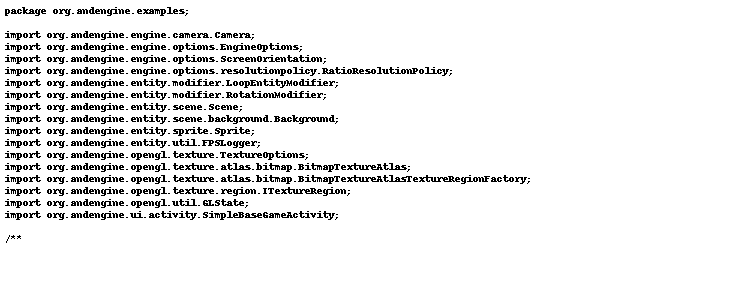 package org.andengine.examples;
import org.andengine.engine.camera.Camera;
import org.andengine.engine.options.EngineOptions;
import org.andengine.engine.options.ScreenOrientation;
import org.andengine.engine.options.resolutionpolicy.RatioResolutionPolicy;
import org.andengine.entity.modifier.LoopEntityModifier;
import org.andengine.entity.modifier.RotationModifier;
import org.andengine.entity.scene.Scene;
import org.andengine.entity.scene.background.Background;
import org.andengine.entity.sprite.Sprite;
import org.andengine.entity.util.FPSLogger;
import org.andengine.opengl.texture.TextureOptions;
import org.andengine.opengl.texture.atlas.bitmap.BitmapTextureAtlas;
import org.andengine.opengl.texture.atlas.bitmap.BitmapTextureAtlasTextureRegionFactory;
import org.andengine.opengl.texture.region.ITextureRegion;
import org.andengine.opengl.util.GLState;
import org.andengine.ui.activity.SimpleBaseGameActivity;
/**